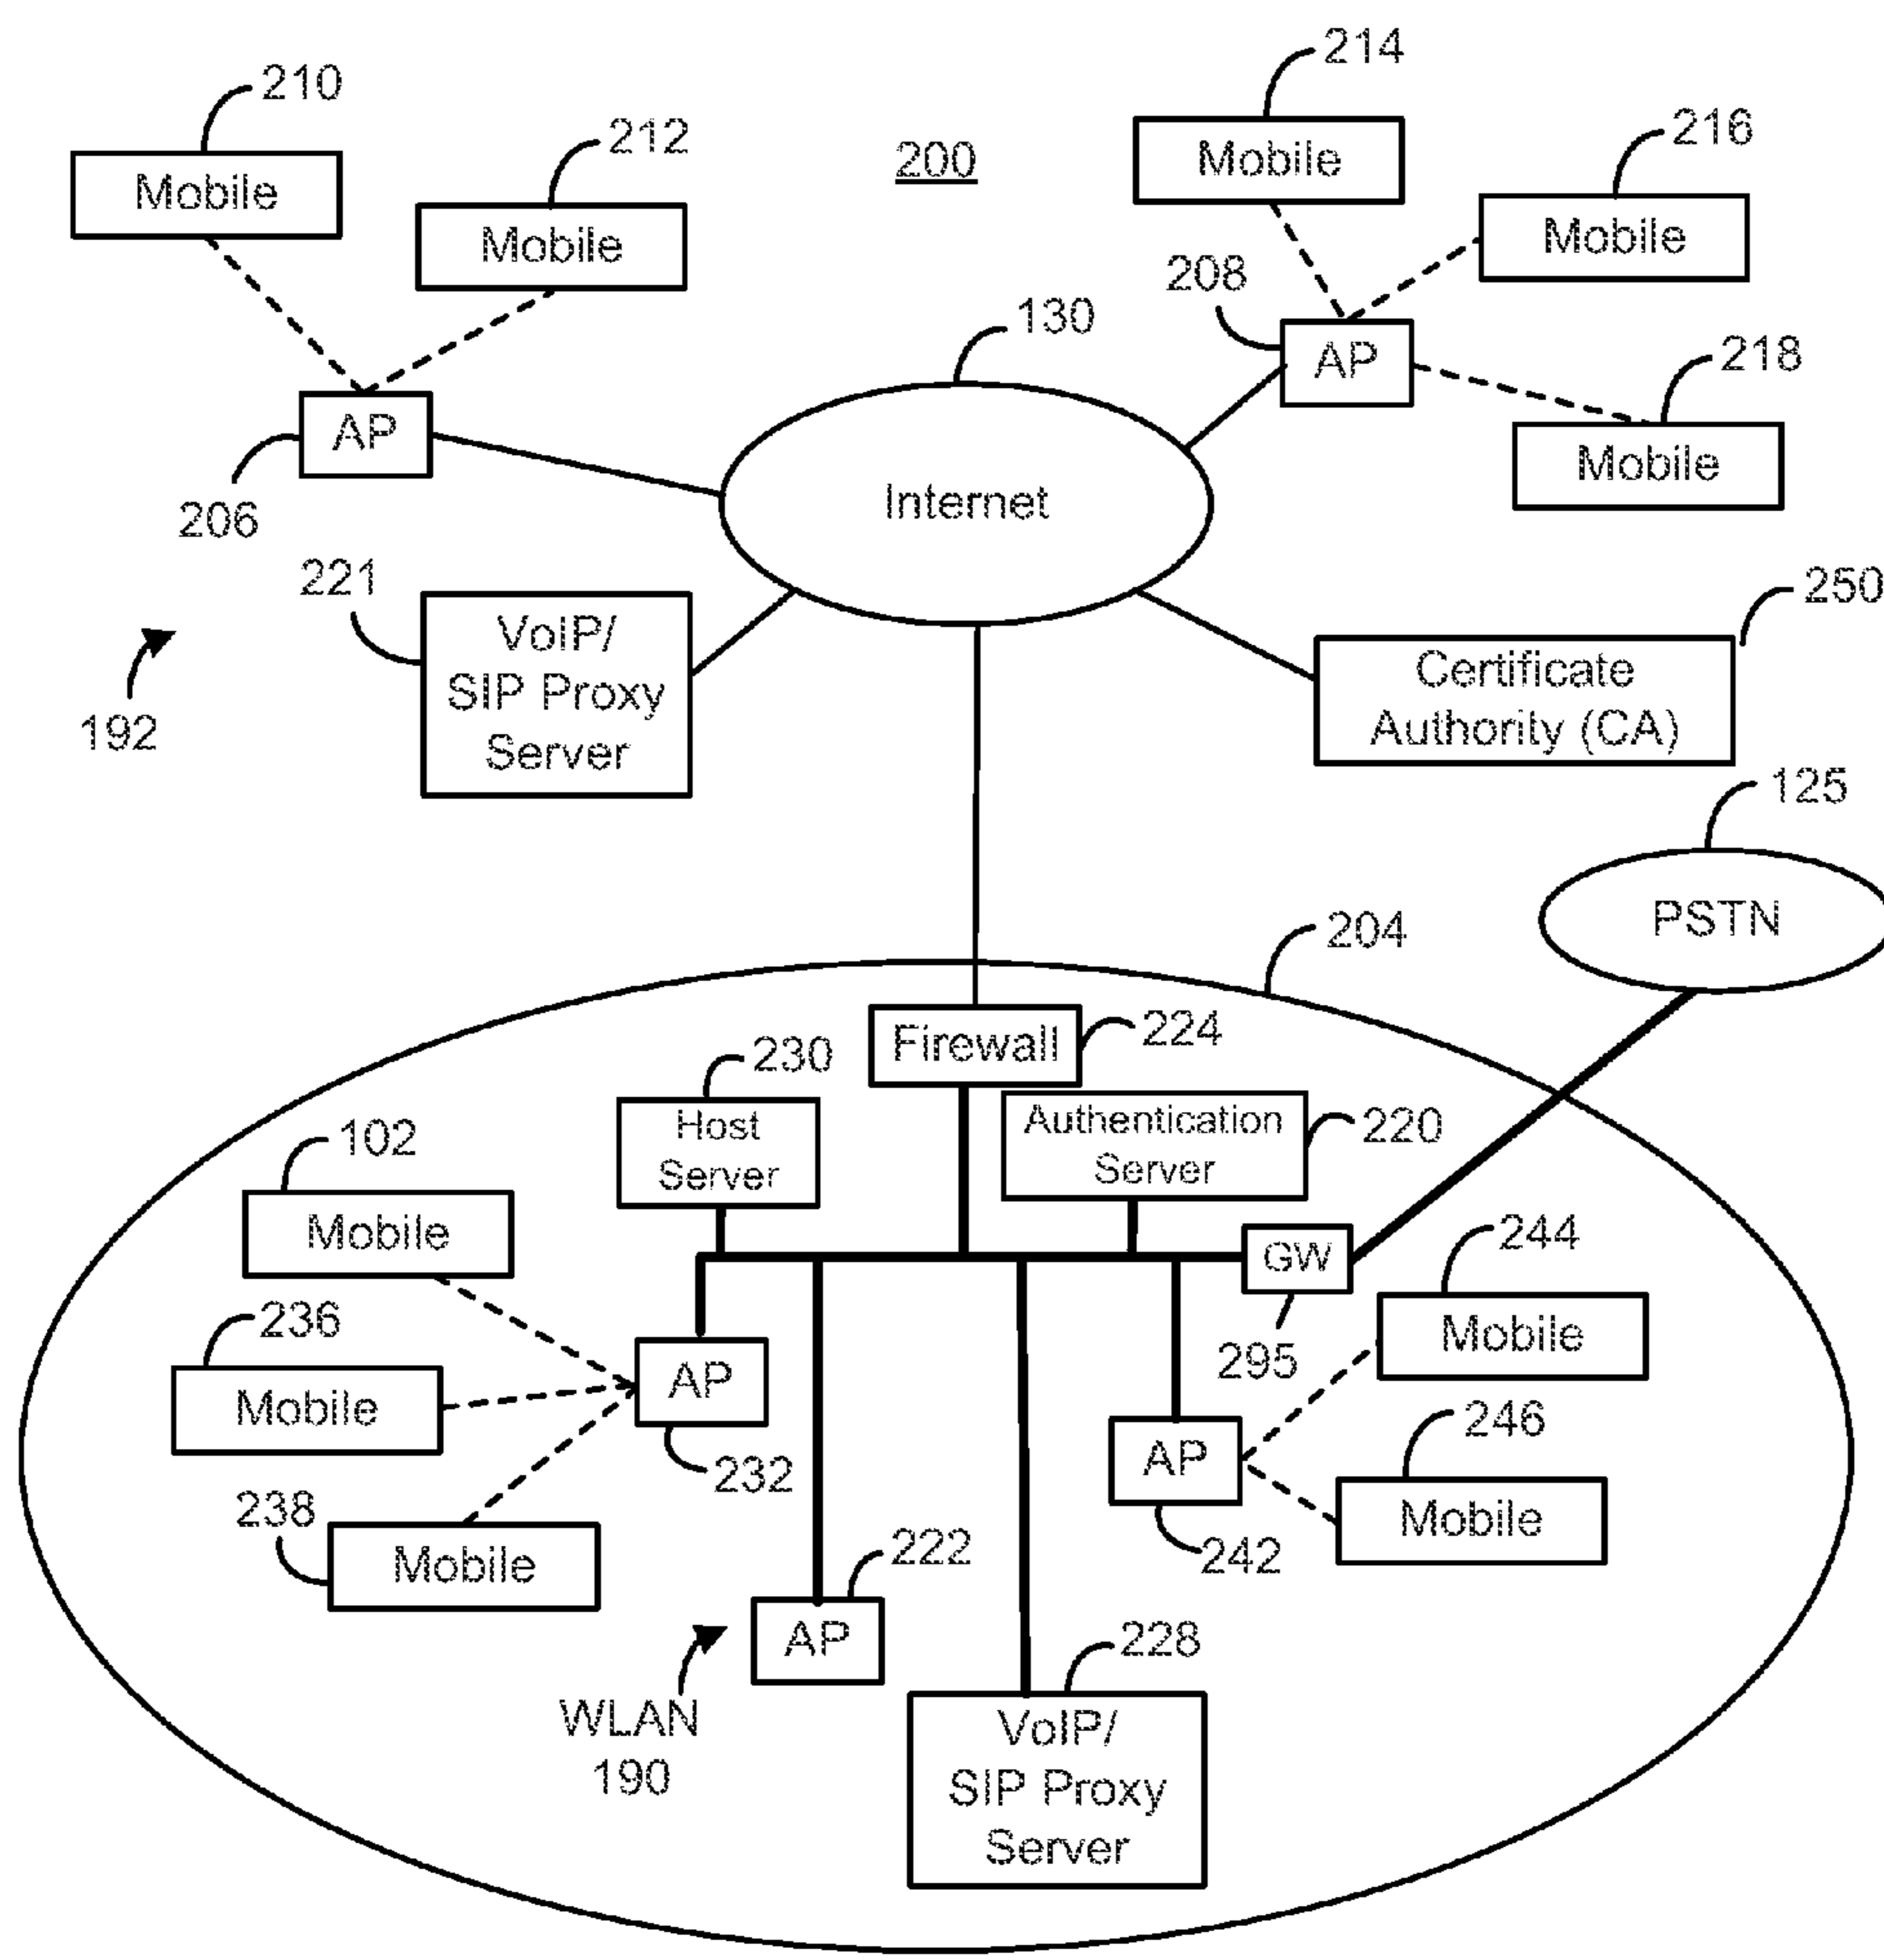 214
210
216
212
200
Mobile
Mobile
Mobile
Mobile
208
130
AP
218
AP
Mobile
Internet
206
221
250
VoIP/
SIP Proxy
Server
Certificate
Authority (CA)
192
125
PSTN
204
Firewall
224
230
Host
Server
Authentication
Server
220
102
Mobile
GW
244
236
295
Mobile
AP
Mobile
246
232
AP
238
Mobile
242
Mobile
222
AP
228
WLAN
190
VoIP/
SIP Proxy
Server